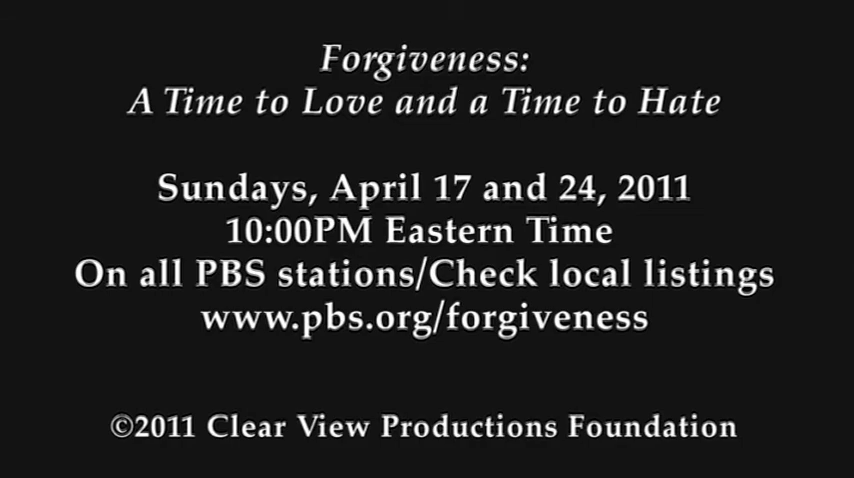 Forgiveness:
A Time to Love and a Time to Hate
Sundays, April 17 and 24, 2011
10:00PM Eastern Time
On all PBS stations/Check local listings
www.pbs.org/forgiveness
©2011 Clear View Productions Foundation